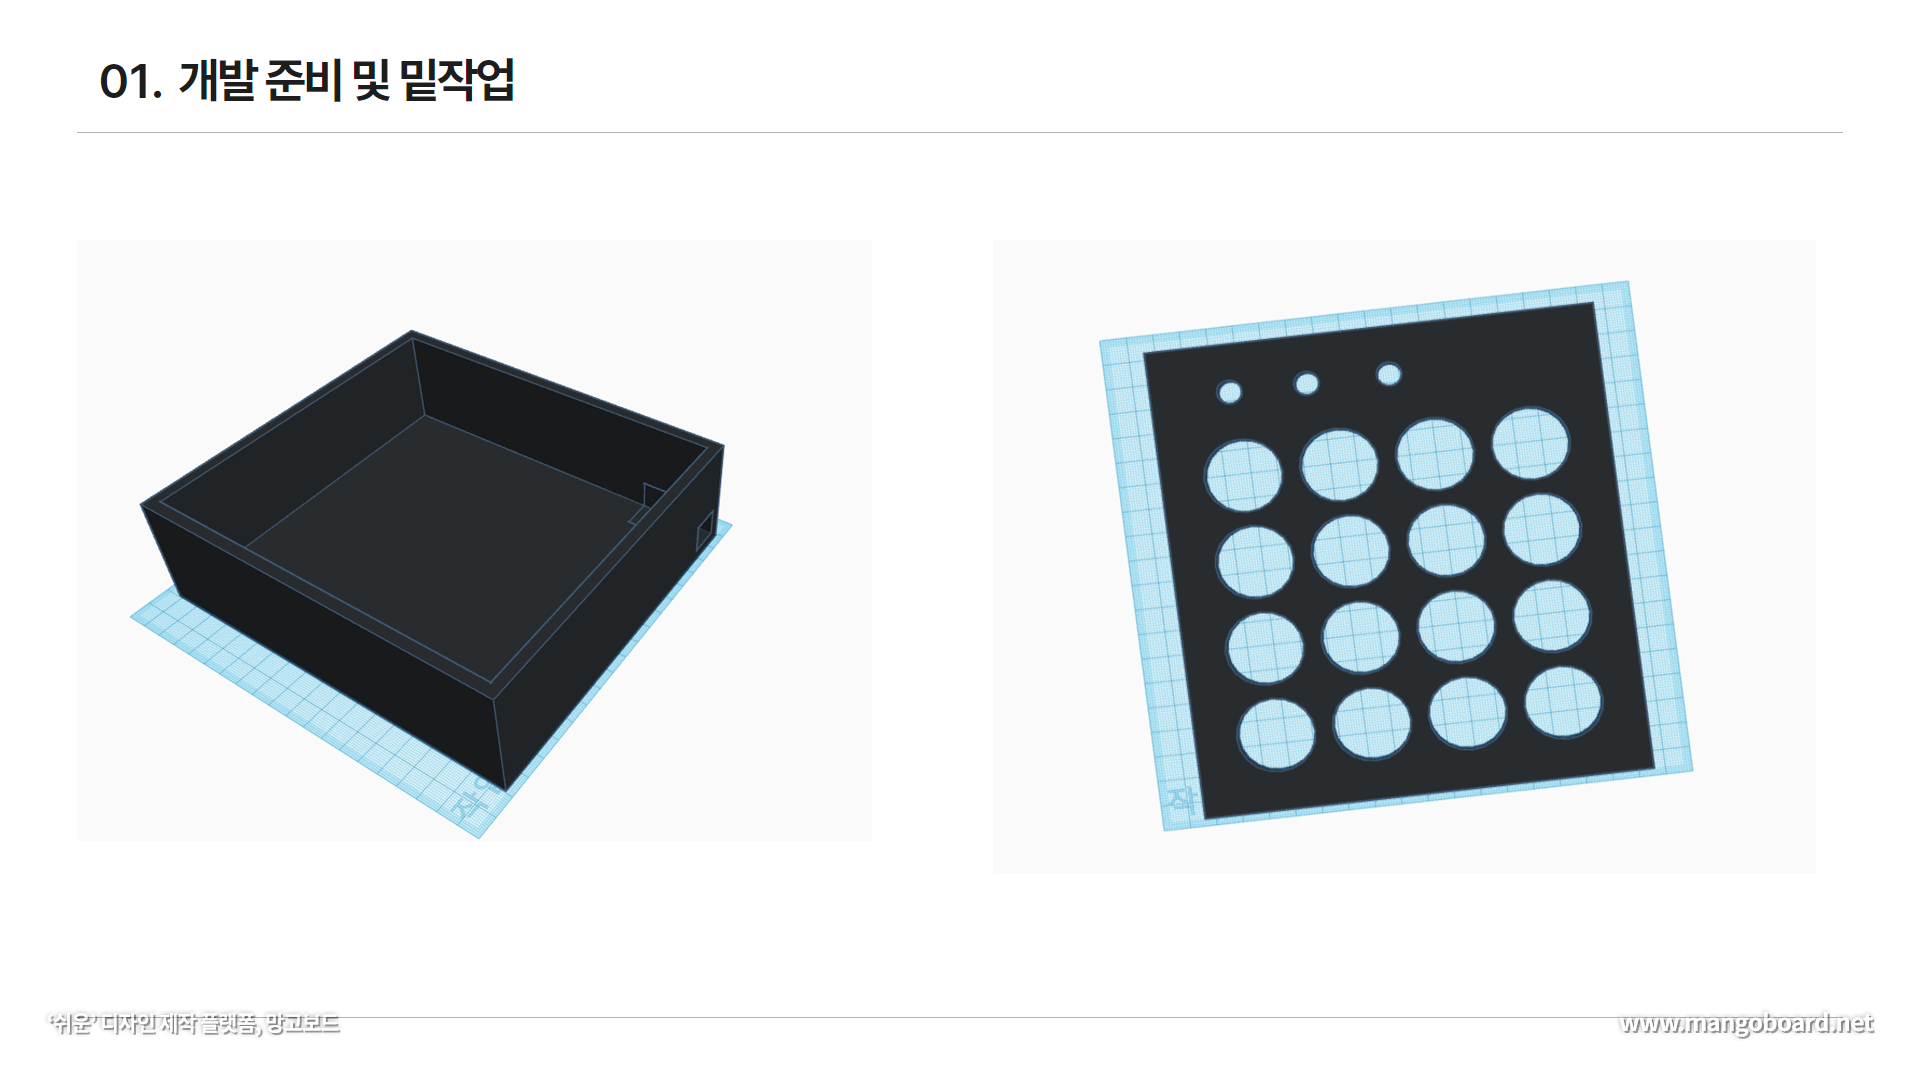 01. 개발 준비 및 밑작업
작
‘쉬운’ 디자인 제작 플랫폼, 망고보드
www.mangoboard.net